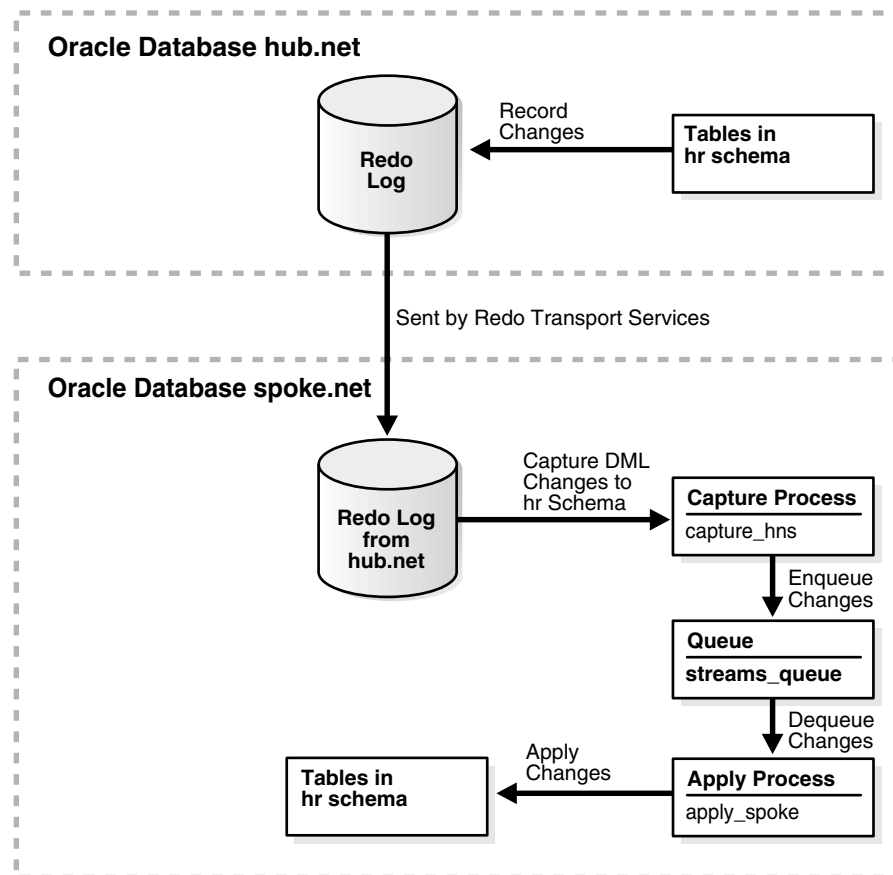 Oracle Database hub.net
Redo
Log
Record
Changes
Tables in
hr schema
Sent by Redo Transport Services
Oracle Database spoke.net
Redo Log
from
hub.net
Capture DML
Changes to
hr Schema
Capture Process
capture_hns
Enqueue
Changes
Queue
streams_queue
Dequeue
Changes
Apply Process
apply_spoke
Apply
Changes
Tables in
hr schema